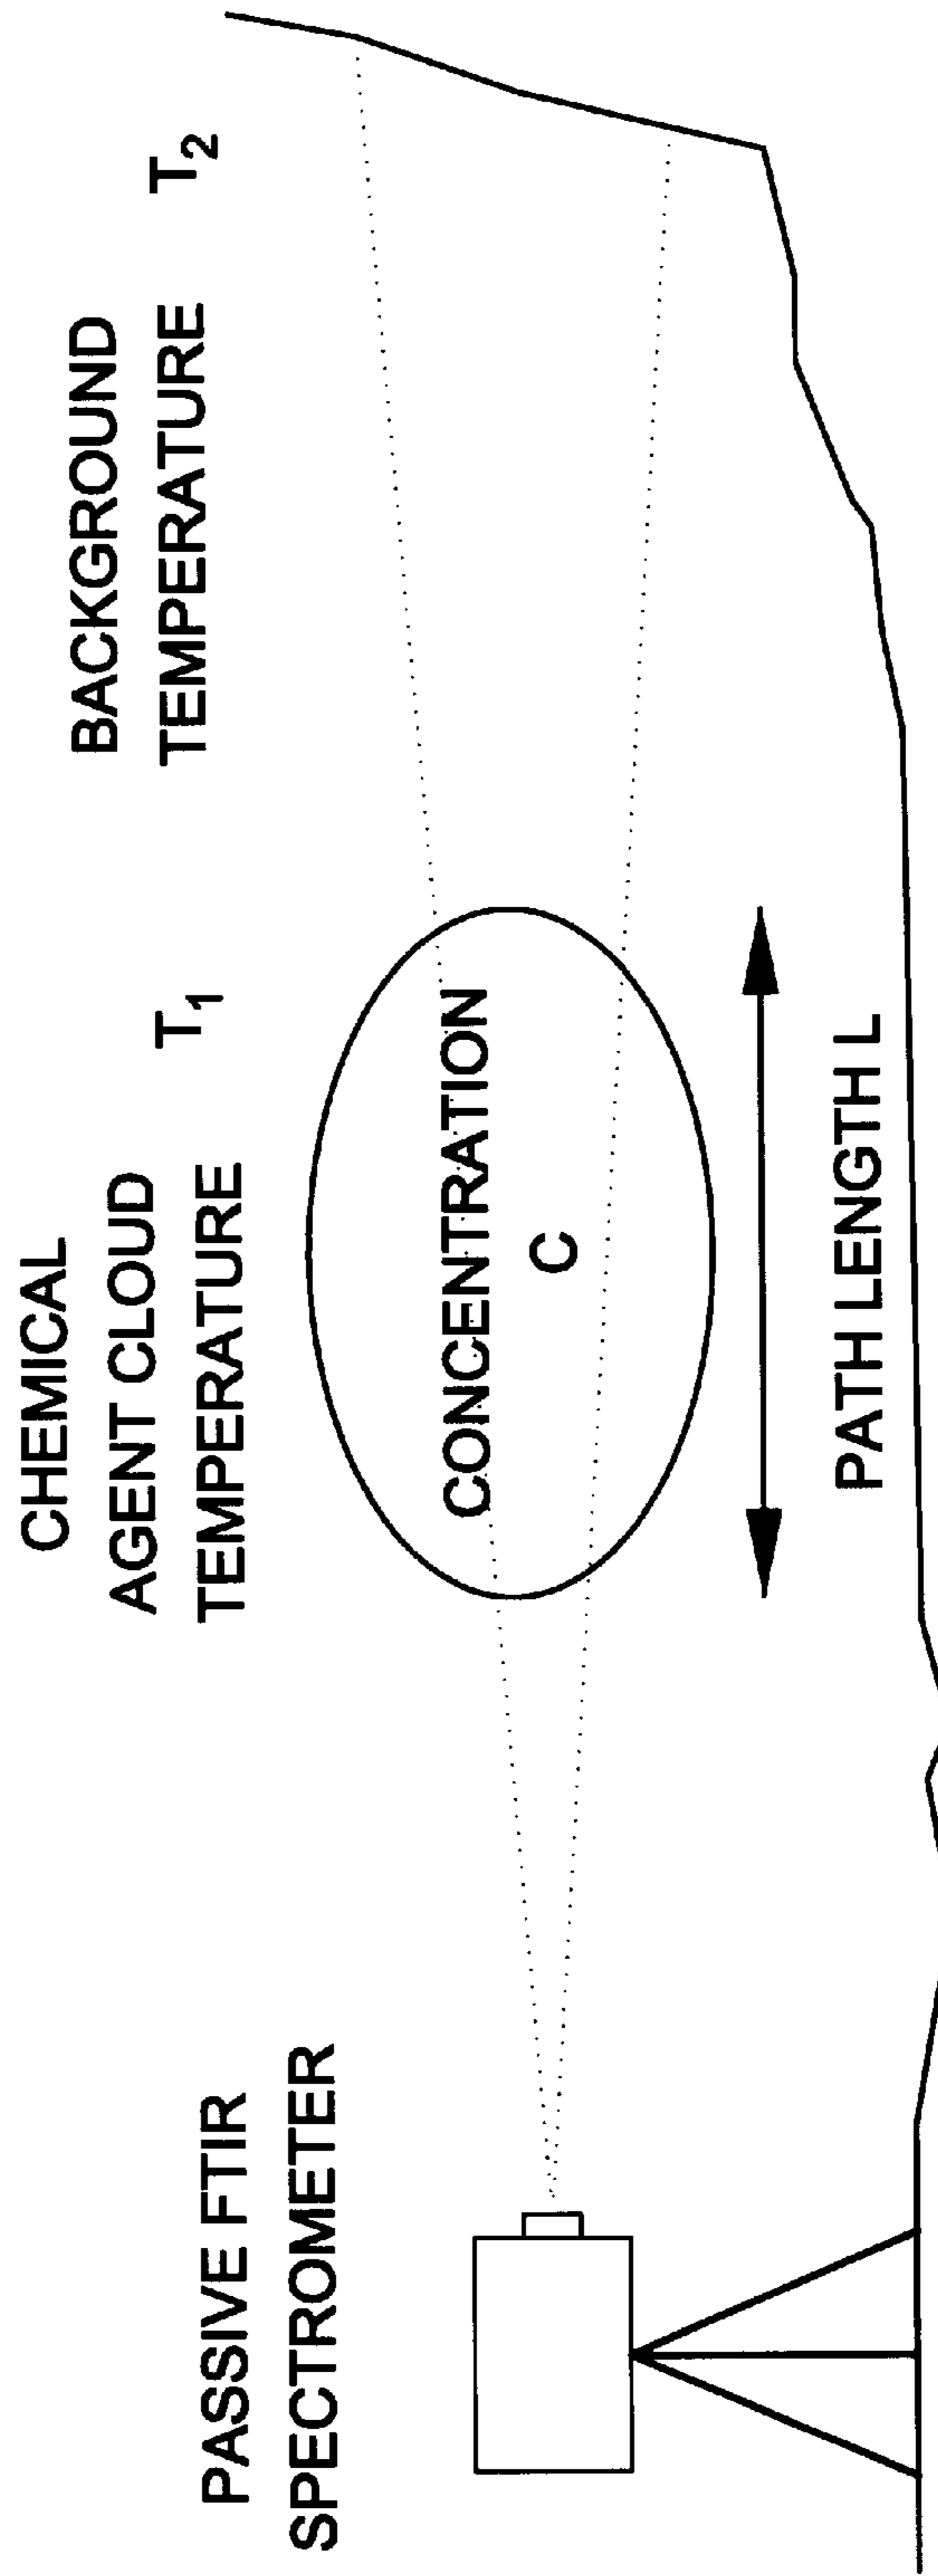 PASSIVE FTIR
SPECTROMETER
CHEMICAL
AGENT CLOUD
TEMPERATURE T₁
CONCENTRATION
C
PATH LENGTH L
BACKGROUND
TEMPERATURE T₂